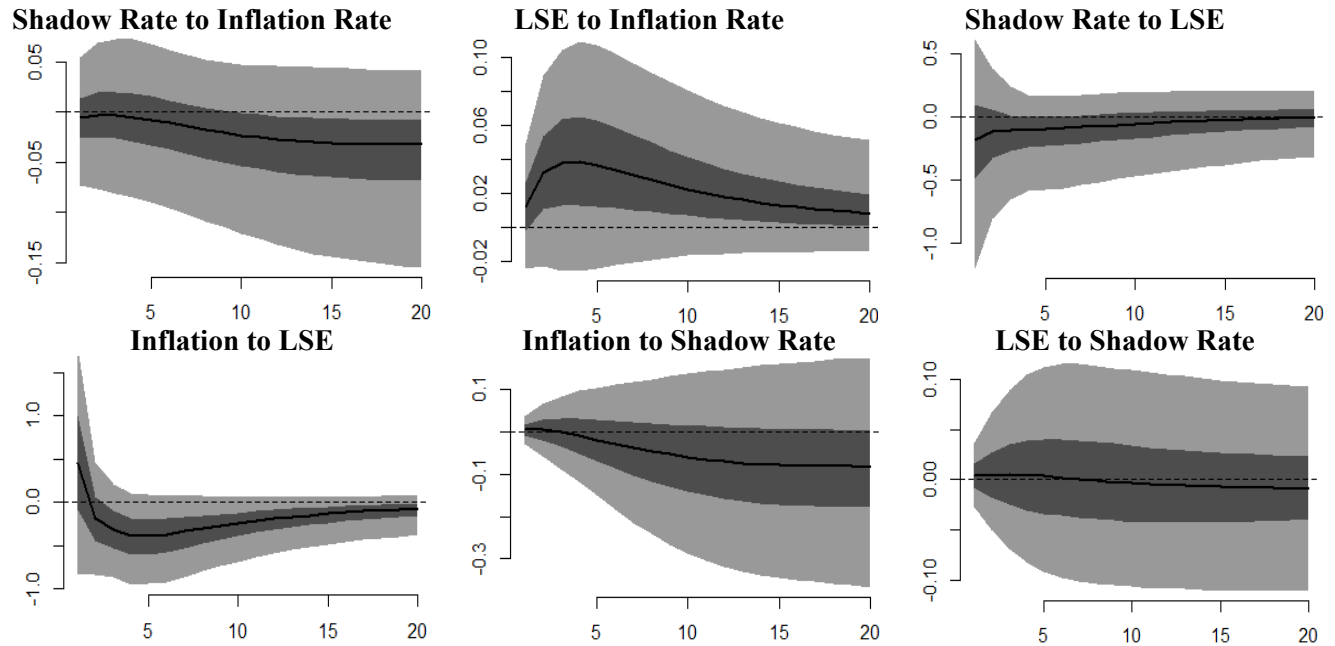 Shadow Rate to Inflation Rate
0.05
-0.05
-0.15
5 10 15 20
LSE to Inflation Rate
0.10
0.06
0.02
-0.02
5 10 15 20
Shadow Rate to LSE
0.5
0.0
-0.5
-1.0
5 10 15 20
Inflation to LSE
1.0
0.0
-1.0
5 10 15 20
Inflation to Shadow Rate
0.1
-0.1
-0.3
5 10 15 20
LSE to Shadow Rate
0.10
0.00
-0.10
5 10 15 20